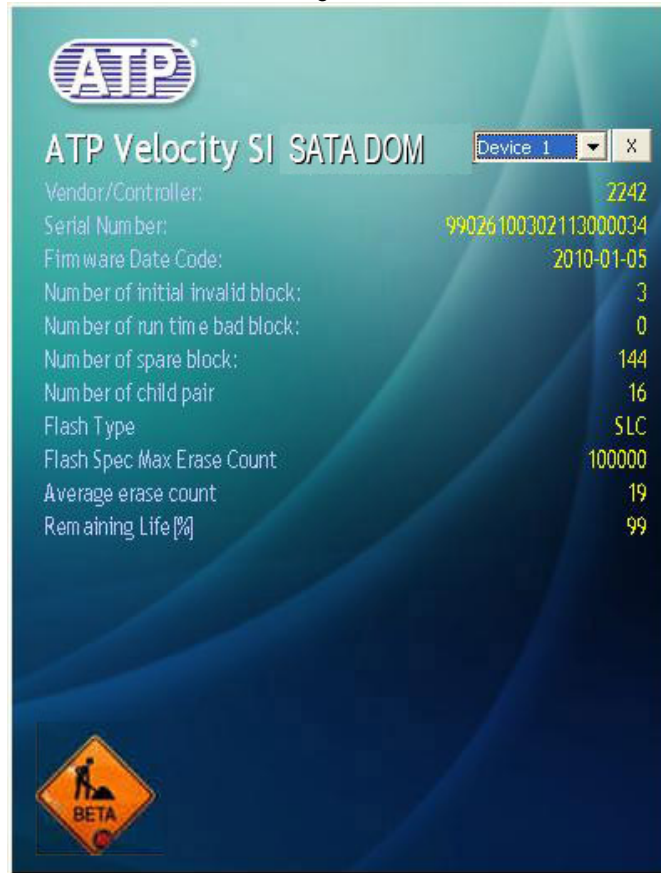 ATP
ATP Velocity SI SATA DOM Device 1 X
Vendor/Controller: 2242
Serial Number: 99026100302113000034
Firmware Date Code: 2010-01-05
Number of initial invalid block: 3
Number of run time bad block: 0
Number of spare block: 144
Number of child pair 16
Flash Type SLC
Flash Spec Max Erase Count 100000
Average erase count 19
Remaining Life [%] 99
BETA